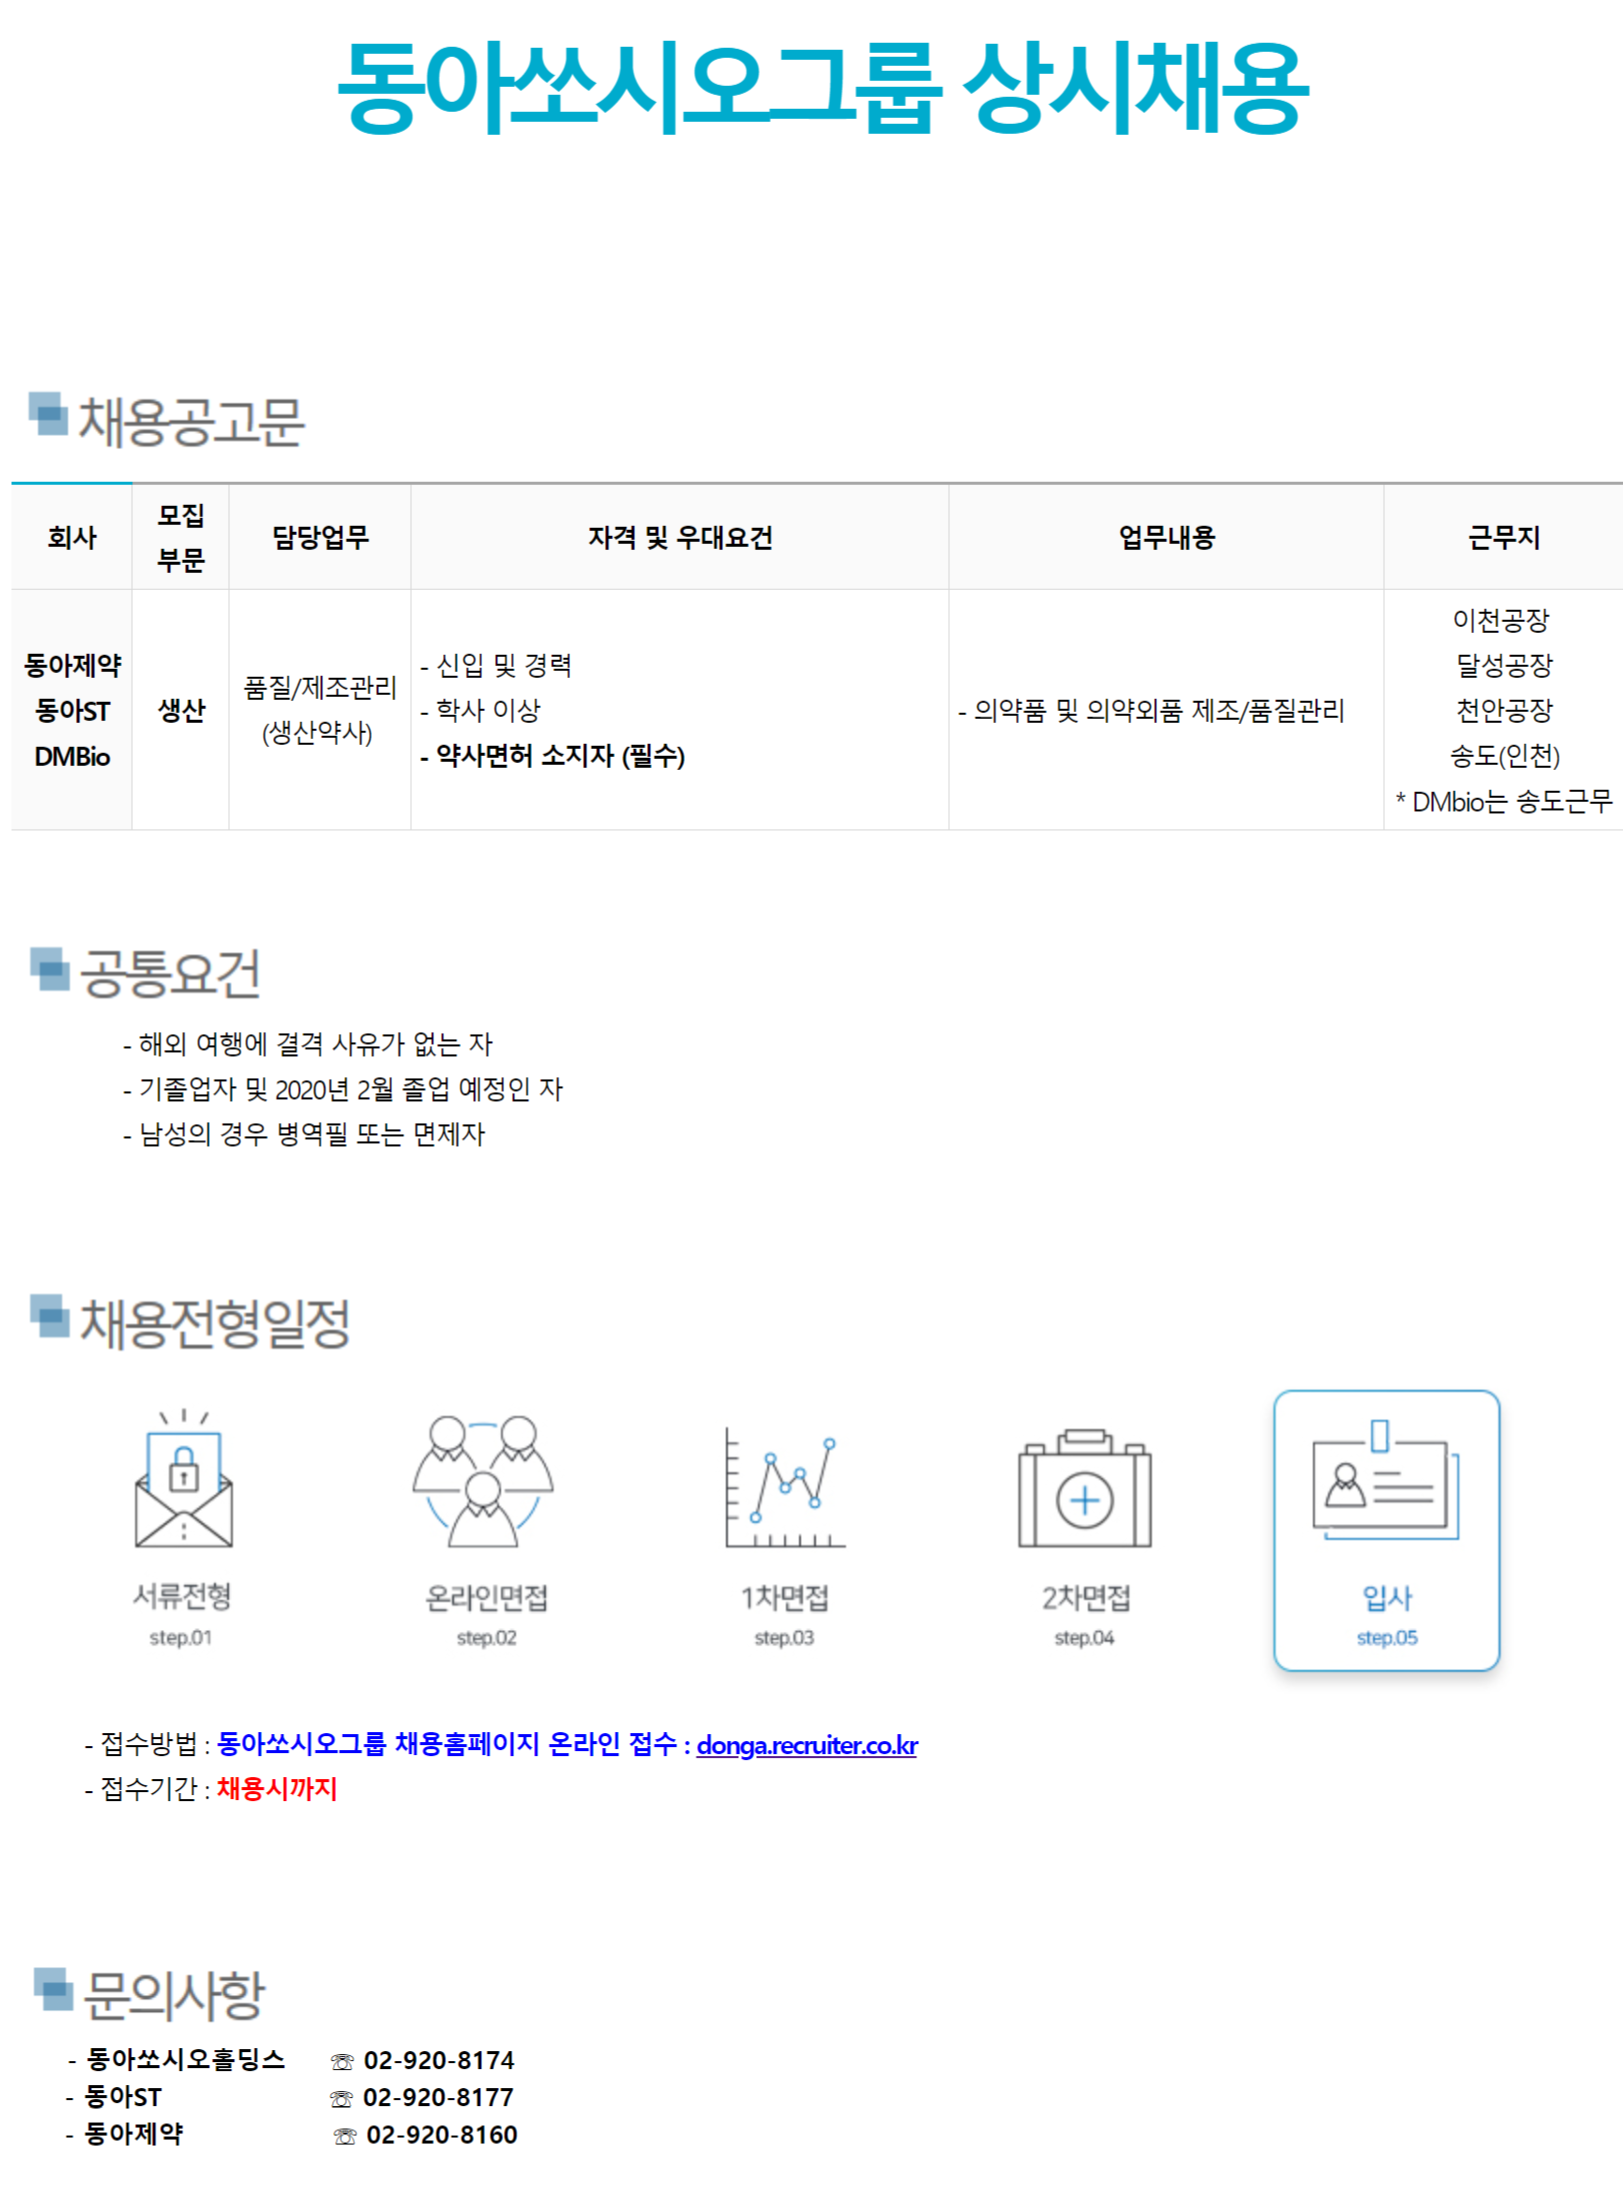 동아쏘시오그룹 상시채용
채용공고문
회사
모집
부문
담당업무
자격 및 우대요건
업무내용
근무지
동아제약
동아ST
DMBio
생산
품질/제조관리
(생산약사)
- 신입 및 경력
- 학사 이상
- 약사면허 소지자 (필수)
- 의약품 및 의약외품 제조/품질관리
이천공장
달성공장
천안공장
송도(인천)
* DMbio는 송도근무
공통요건
- 해외 여행에 결격 사유가 없는 자
- 기졸업자 및 2020년 2월 졸업 예정인 자
- 남성의 경우 병역필 또는 면제자
채용전형일정
서류전형
step.01
온라인면접
step.02
1차면접
step.03
2차면접
step.04
입사
step.05
- 접수방법 : 동아쏘시오그룹 채용홈페이지 온라인 접수 : donga.recruiter.co.kr
- 접수기간 : 채용시까지
문의사항
- 동아쏘시오홀딩스 ☏ 02-920-8174
- 동아ST ☏ 02-920-8177
- 동아제약 ☏ 02-920-8160